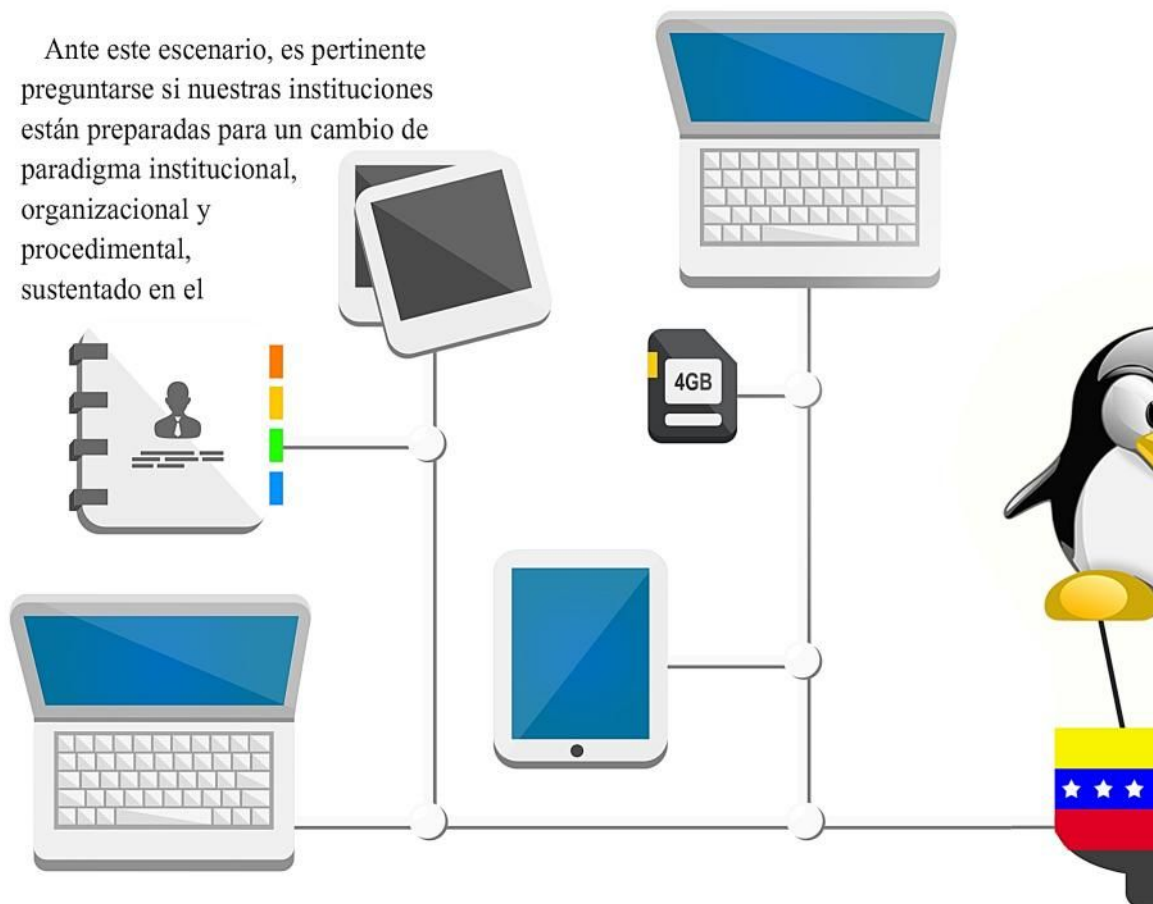 Ante este escenario, es pertinente
preguntarse si nuestras instituciones
están preparadas para un cambio de
paradigma institucional,
organizacional y
procedimental,
sustentado en el
4GB